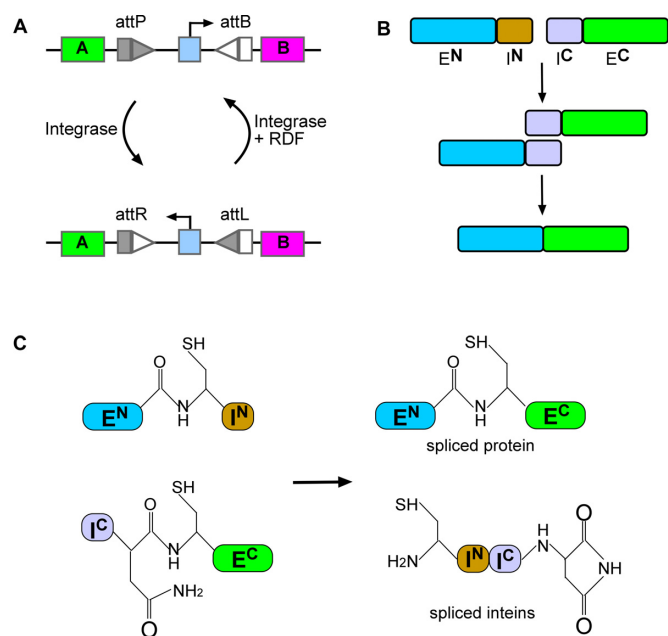 A
attP
attB
A
B
Integrase
Integrase
+ RDF
attR
attL
A
B
B
EN
IN
IC
EC
C
SH
O
N
H
EN
IN
SH
O
N
H
EN
EC
spliced protein
IC
O
SH
N
H
EC
NH2
O
SH
H2N
IN
IC
H
N
O
NH
O
spliced inteins